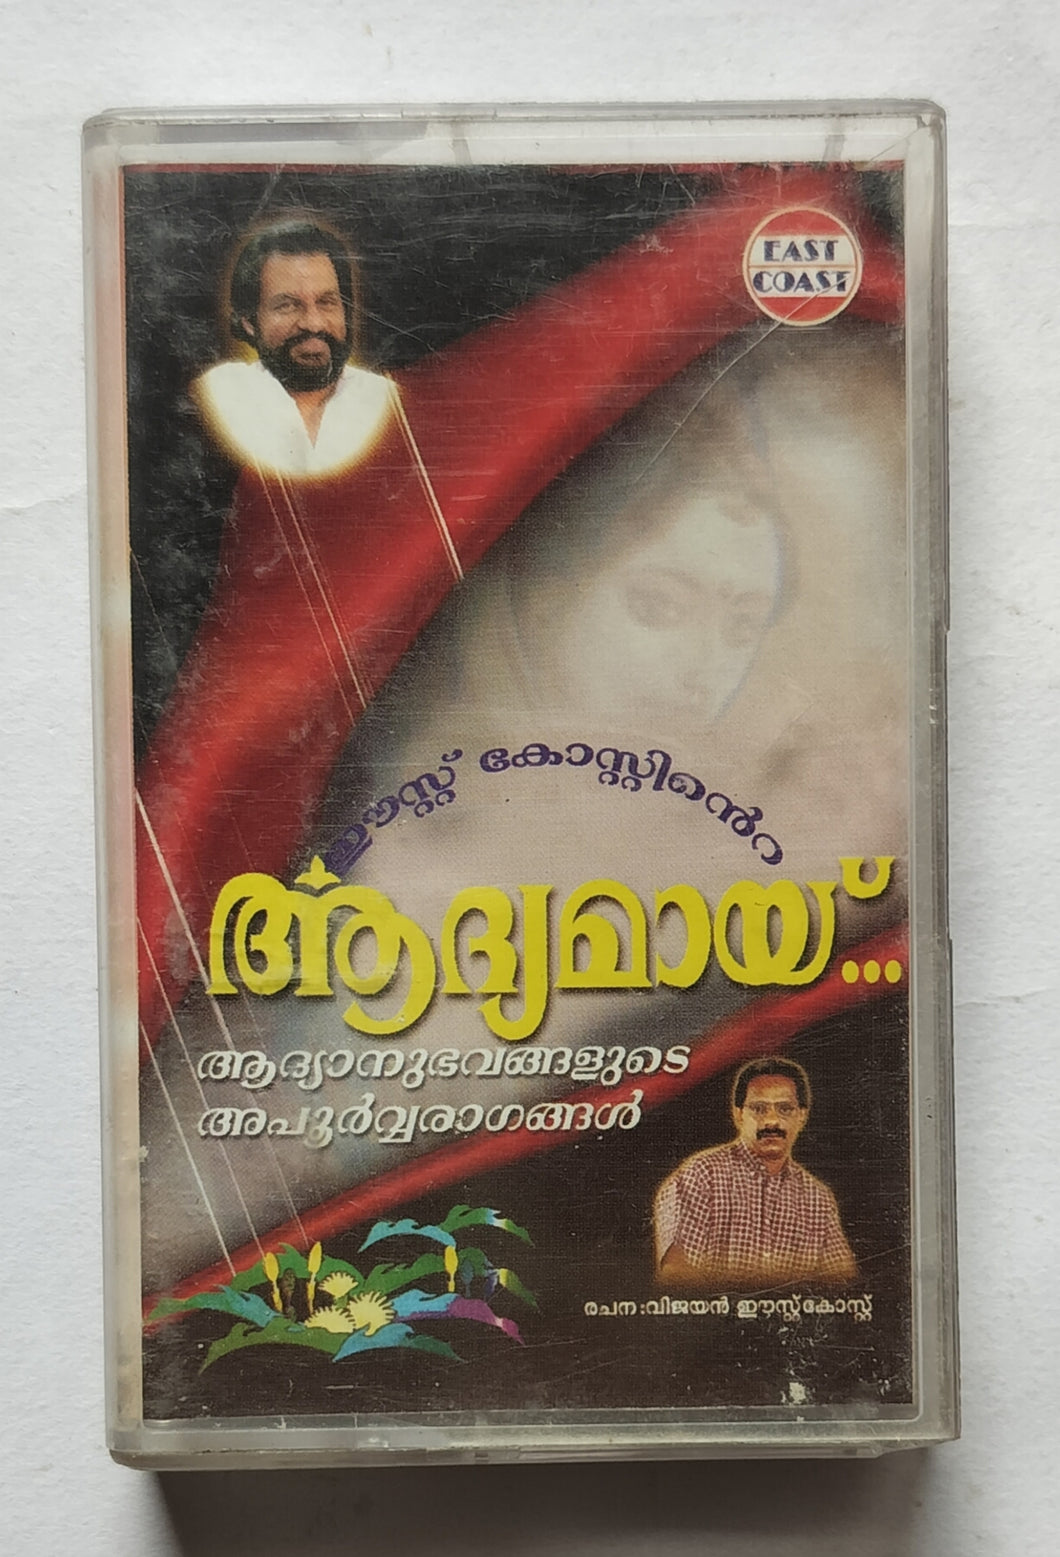 EAST
COAST
ഈസ്റ്റ് കോസ്റ്റിൻെറ
ആദ്യമായ്...
ആദ്യാനുഭവങ്ങളുടെ
അപൂർവ്വരാഗങ്ങൾ
രചന:വിജയൻ ഈസ്റ്റ്കോസ്റ്റ്